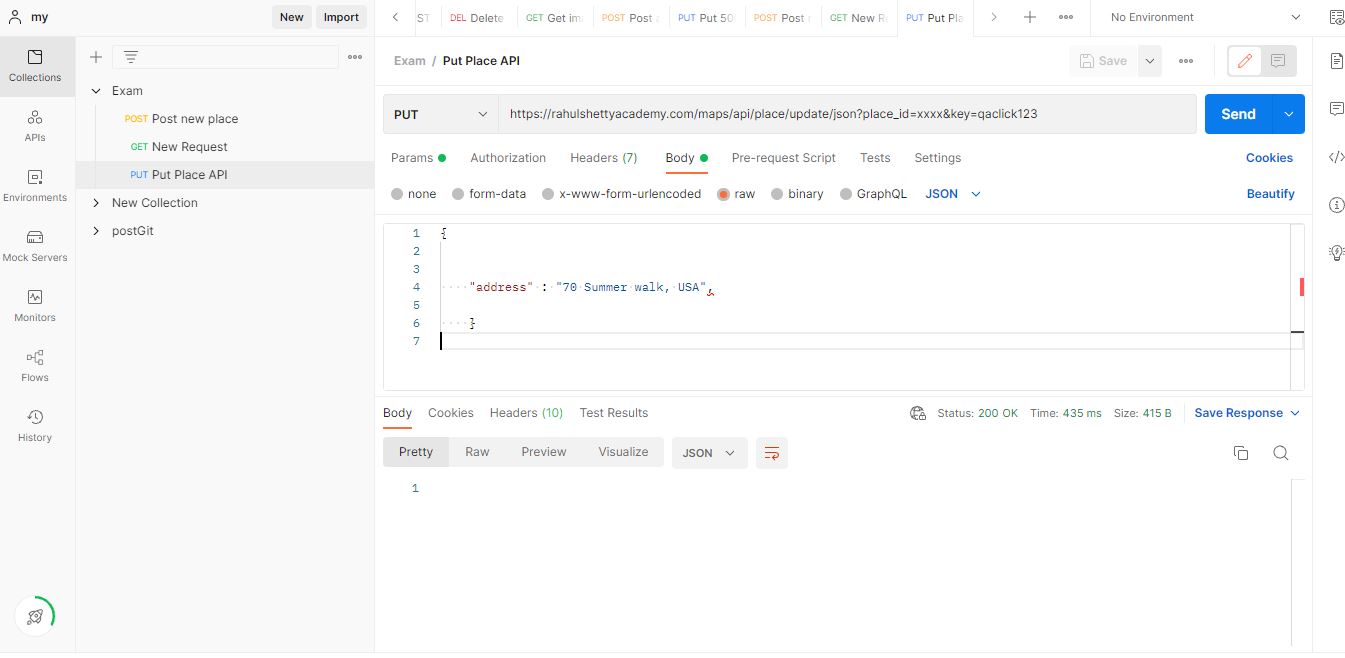 my
New
Import
ST
DEL Delete
GET Get im
POST Post a
PUT Put 50
POST Post r
GET New R
PUT Put Pla
No Environment
Collections
APIs
Environments
Mock Servers
Monitors
Flows
History
Exam
POST Post new place
GET New Request
PUT Put Place API
New Collection
postGit
Exam / Put Place API
Save
PUT
https://rahulshettyacademy.com/maps/api/place/update/json?place_id=xxxx&key=qaclick123
Send
Params
Authorization
Headers (7)
Body
Pre-request Script
Tests
Settings
Cookies
none
form-data
x-www-form-urlencoded
raw
binary
GraphQL
JSON
Beautify
1 {
2
3
4 "address" : "70 Summer walk, USA",
5
6 }
7
Body
Cookies
Headers (10)
Test Results
Status: 200 OK
Time: 435 ms
Size: 415 B
Save Response
Pretty
Raw
Preview
Visualize
JSON
1